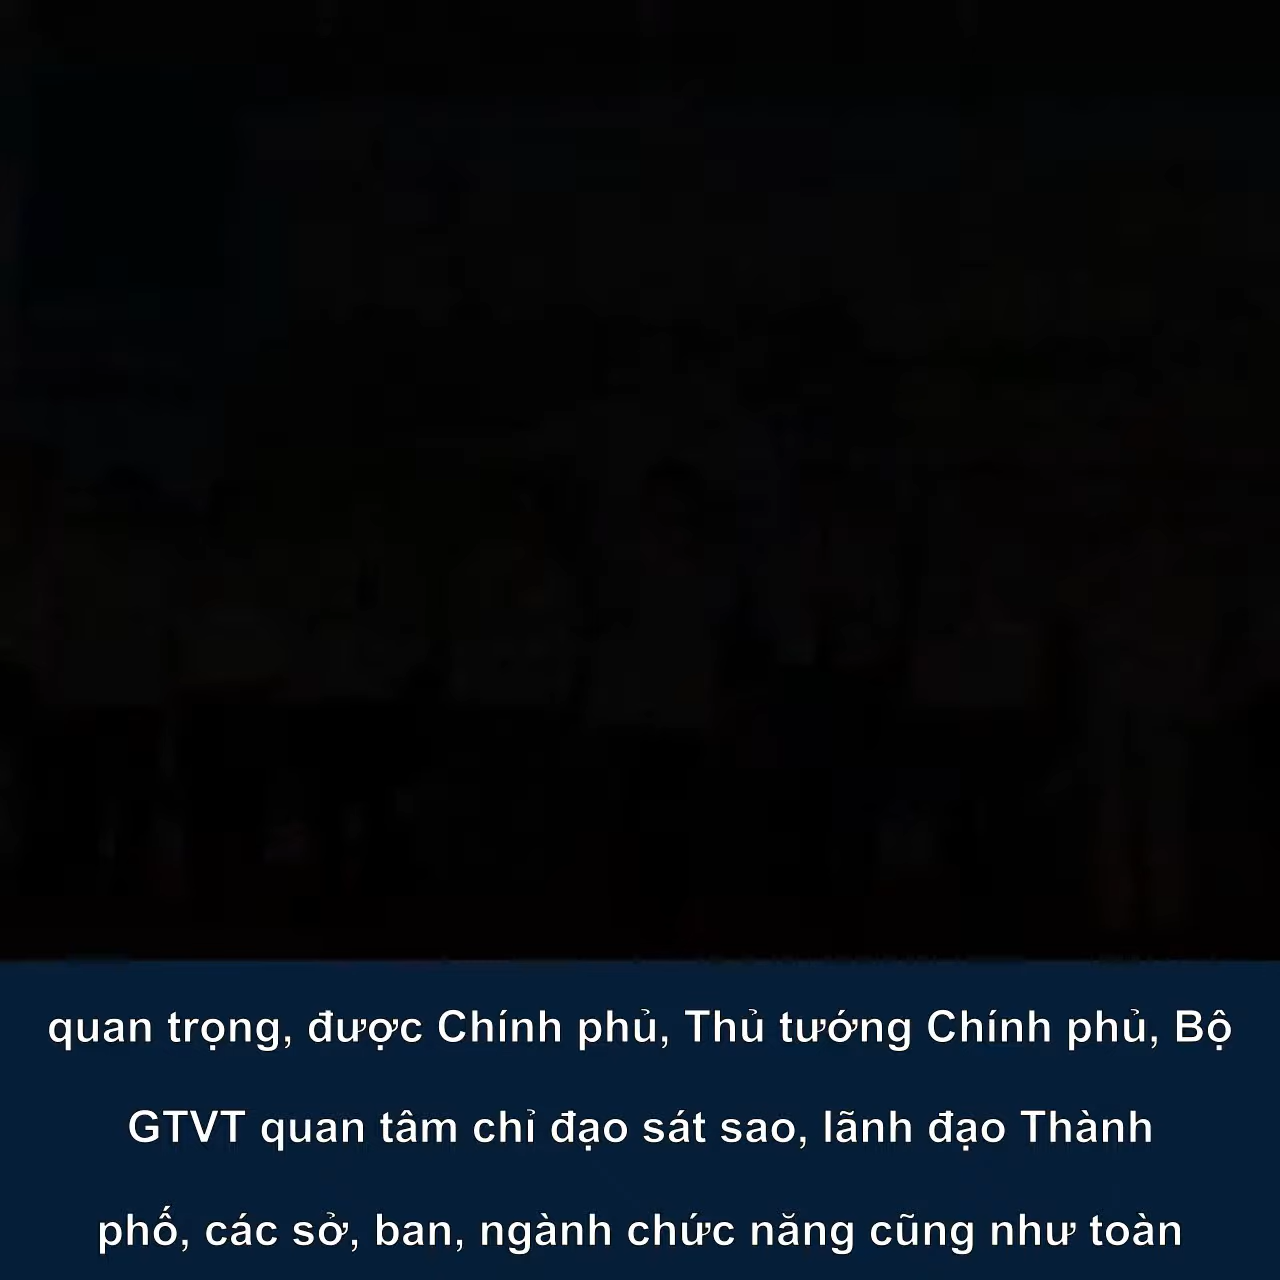 quan trọng, được Chính phủ, Thủ tướng Chính phủ, Bộ
GTVT quan tâm chỉ đạo sát sao, lãnh đạo Thành
phố, các sở, ban, ngành chức năng cũng như toàn